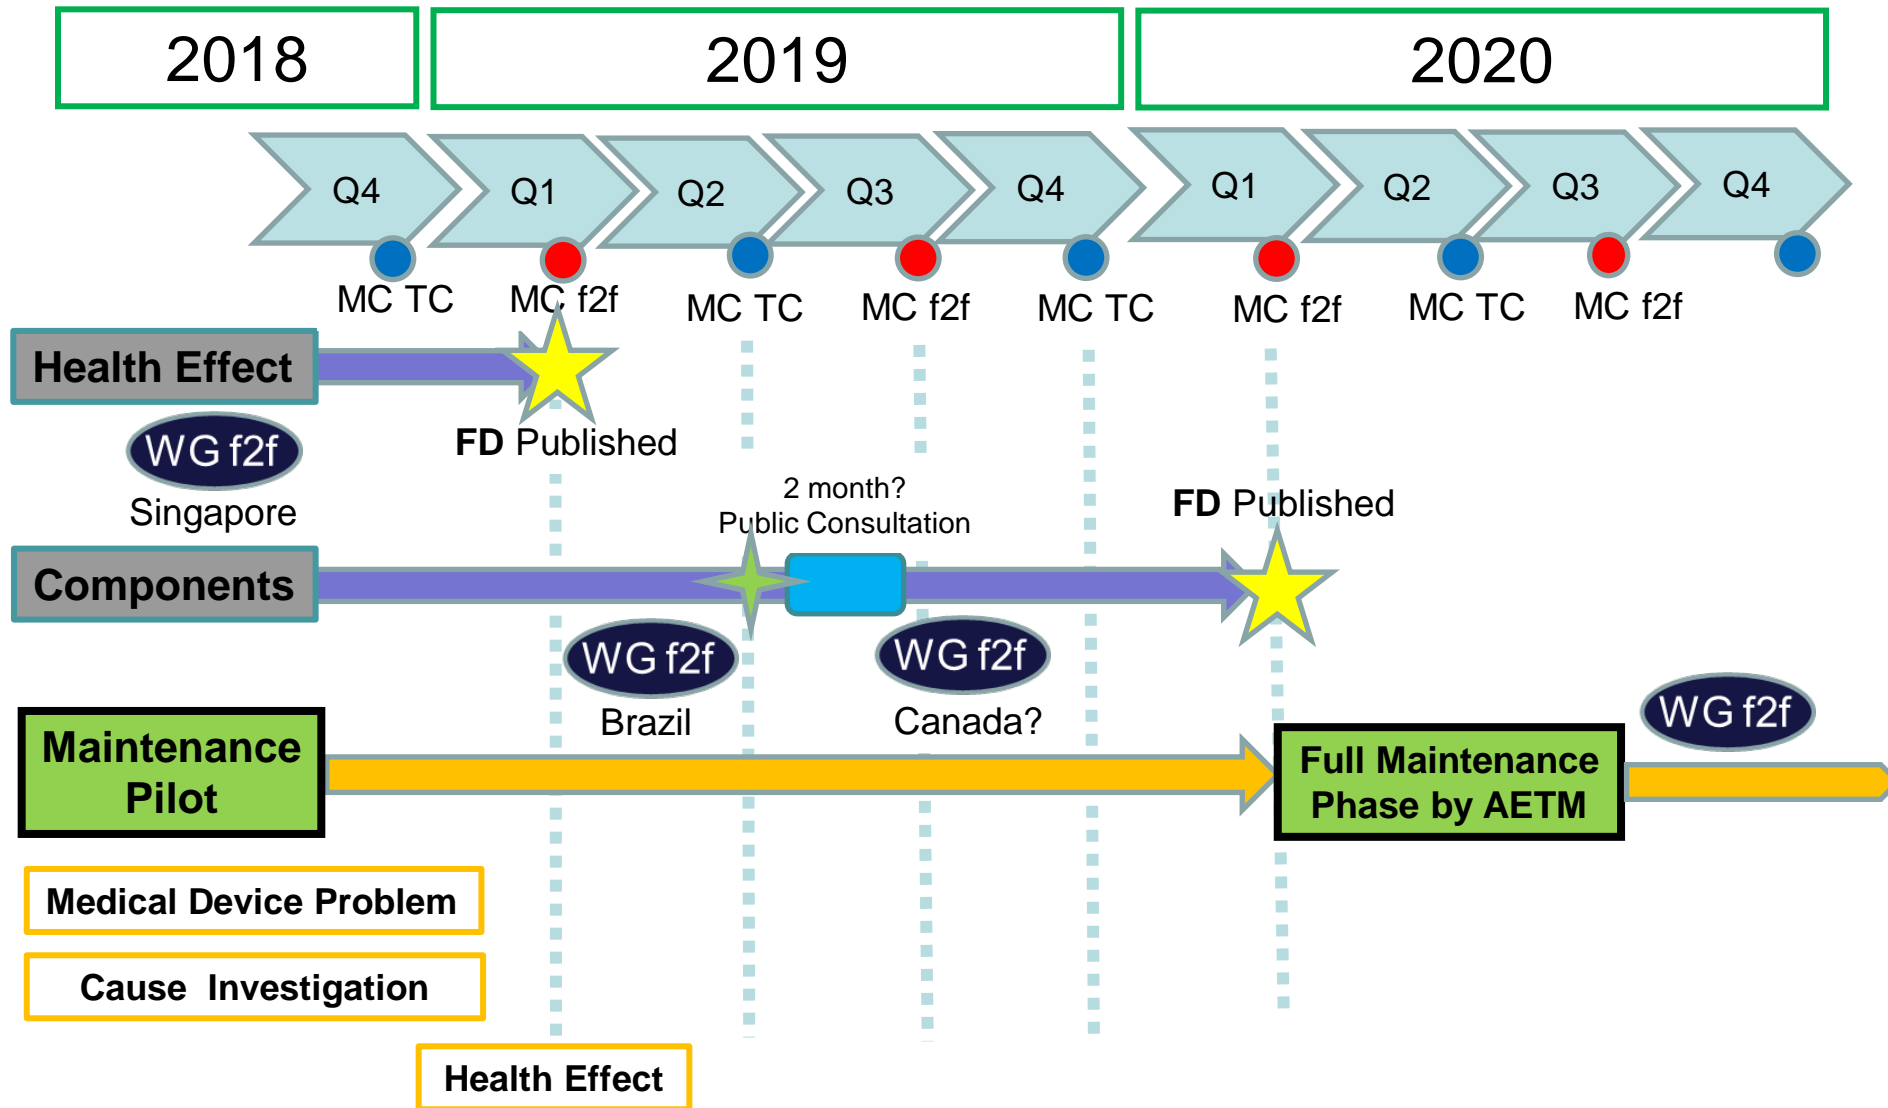 2018
2019
2020
Q4
Q1
Q2
Q3
Q4
Q1
Q2
Q3
Q4
MC TC
MC f2f
MC TC
MC f2f
MC TC
MC f2f
MC TC
MC f2f
Health Effect
FD Published
WG f2f
Singapore
2 month?
Public Consultation
FD Published
Components
WG f2f
Brazil
WG f2f
Canada?
WG f2f
Maintenance
Pilot
Full Maintenance
Phase by AETM
Medical Device Problem
Cause  Investigation
Health Effect